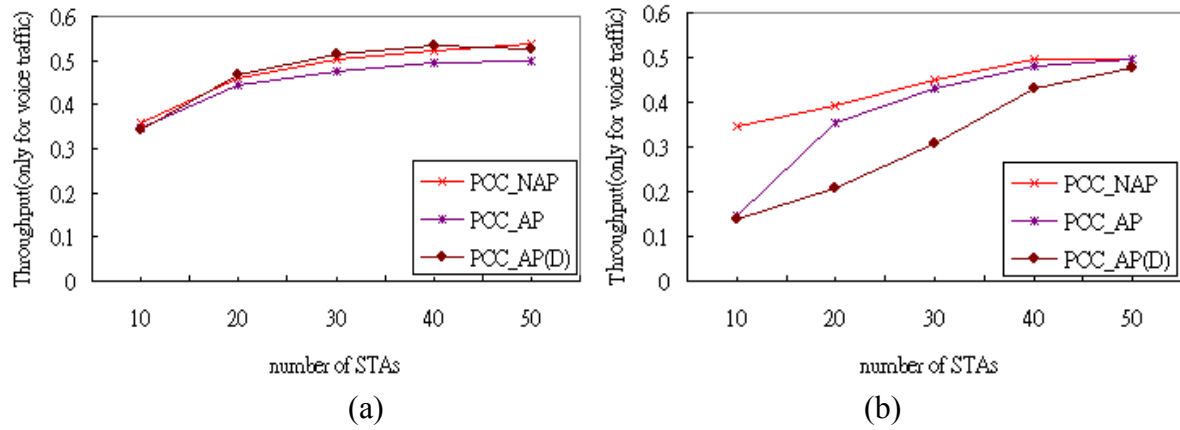 Throughput(only for voice traffic)
0.6
0.5
0.4
0.3
0.2
0.1
0
PCC_NAP
PCC_AP
PCC_AP(D)
10 20 30 40 50
number of STAs
(a)
Throughput(only for voice traffic)
0.6
0.5
0.4
0.3
0.2
0.1
0
PCC_NAP
PCC_AP
PCC_AP(D)
10 20 30 40 50
number of STAs
(b)